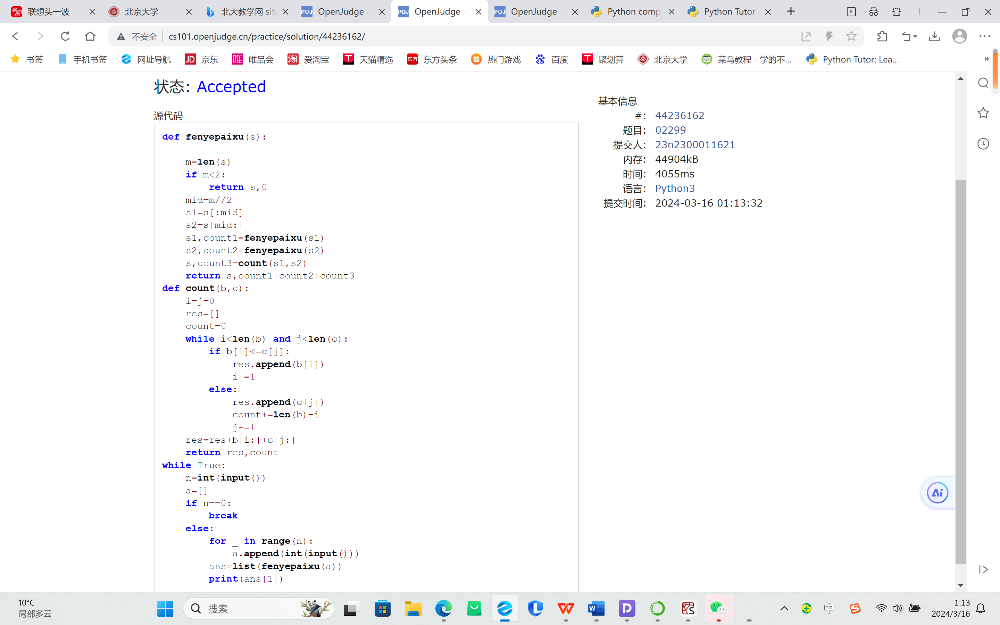 联想头一波
北京大学
北大教学网 site
OpenJudge -
OpenJudge -
OpenJudge
Python compi
Python Tutor
8
不安全
cs101.openjudge.cn/practice/solution/44236162/
书签
手机书签
网址导航
京东
唯品会
爱淘宝
天猫精选
东方头条
热门游戏
百度
聚划算
北京大学
菜鸟教程 - 学的不...
Python Tutor: Lea...
»
状态: Accepted
源代码
def fenyepaixu(s):
    m=len(s)
    if m<2:
        return s,0
    mid=m//2
    s1=s[:mid]
    s2=s[mid:]
    s1,count1=fenyepaixu(s1)
    s2,count2=fenyepaixu(s2)
    s,count3=count(s1,s2)
    return s,count1+count2+count3
def count(b,c):
    i=j=0
    res=[]
    count=0
    while i<len(b) and j<len(c):
        if b[i]<=c[j]:
            res.append(b[i])
            i+=1
        else:
            res.append(c[j])
            count+=len(b)-i
            j+=1
    res=res+b[i:]+c[j:]
    return res,count
while True:
    n=int(input())
    a=[]
    if n==0:
        break
    else:
        for _ in range(n):
            a.append(int(input()))
        ans=list(fenyepaixu(a))
        print(ans[1])
基本信息
#: 44236162
题目: 02299
提交人: 23n2300011621
内存: 44904kB
时间: 4055ms
语言: Python3
提交时间: 2024-03-16 01:13:32
Ai
10°C
局部多云
搜索
中
1:13
2024/3/16